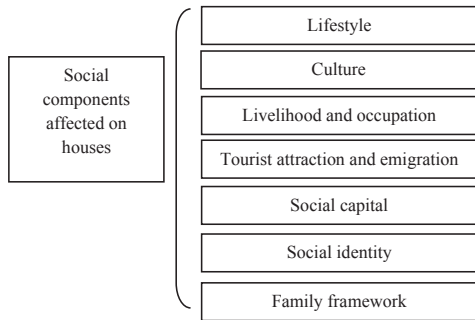 Social
components
affected on
houses
Lifestyle
Culture
Livelihood and occupation
Tourist attraction and emigration
Social capital
Social identity
Family framework